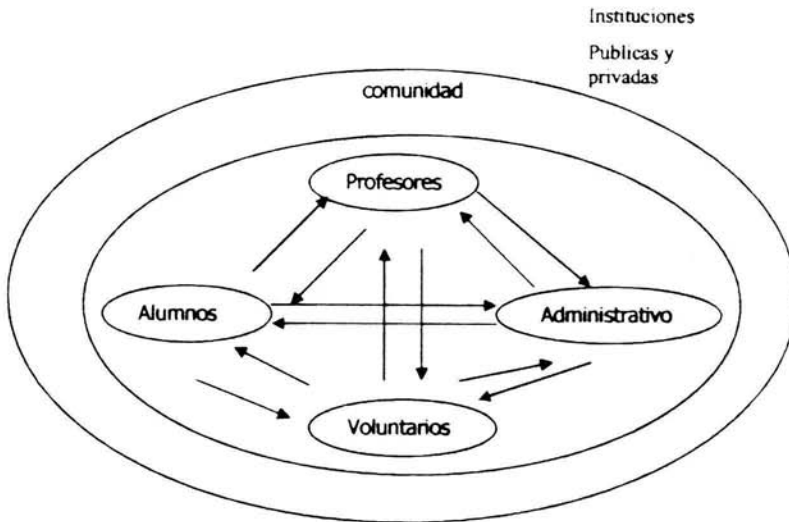 Instituciones
Publicas y
privadas
comunidad
Profesores
Alumnos
Administrativo
Voluntarios